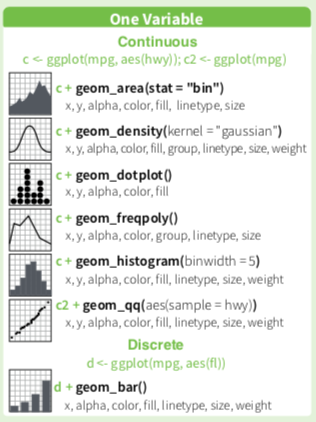 One Variable
Continuous
c <- ggplot(mpg, aes(hwy)); c2 <- ggplot(mpg)
c + geom_area(stat = "bin")
x, y, alpha, color, fill, linetype, size
c + geom_density(kernel = "gaussian")
x, y, alpha, color, fill, group, linetype, size, weight
c + geom_dotplot()
x, y, alpha, color, fill
c + geom_freqpoly()
x, y, alpha, color, group, linetype, size
c + geom_histogram(binwidth = 5)
x, y, alpha, color, fill, linetype, size, weight
c2 + geom_qq(aes(sample = hwy))
x, y, alpha, color, fill, linetype, size, weight
Discrete
d <- ggplot(mpg, aes(fl))
d + geom_bar()
x, alpha, color, fill, linetype, size, weight